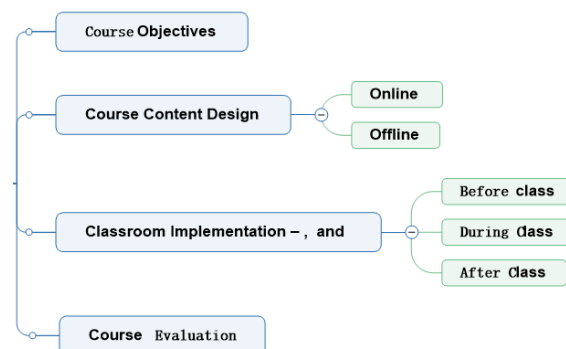 Course Objectives
Course Content Design
Online
Offline
Classroom Implementation – , and
Before class
During Class
After Class
Course Evaluation